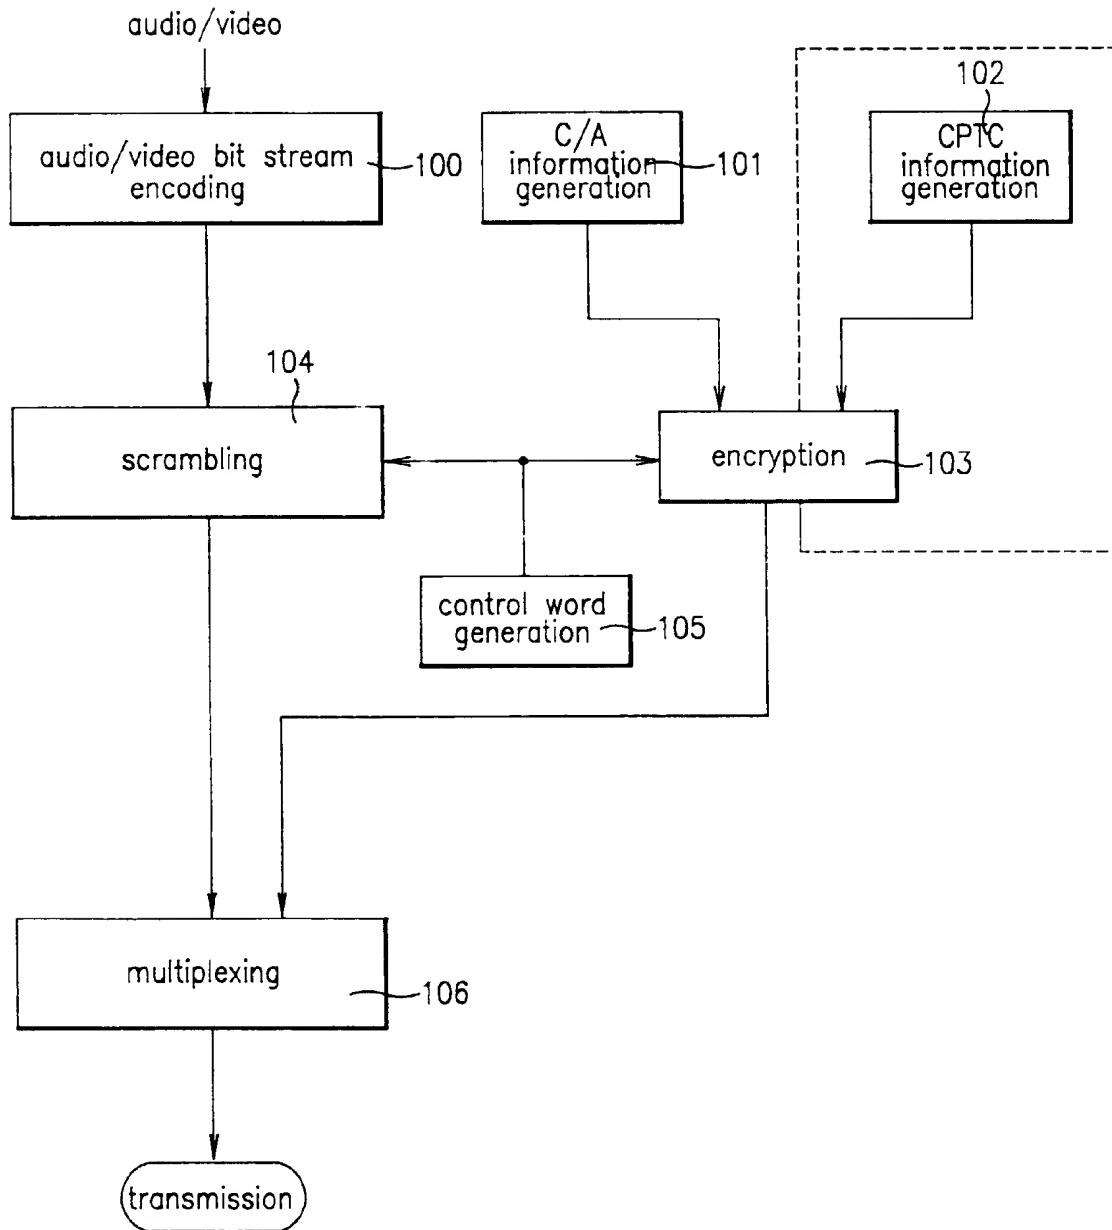 audio/video
audio/video bit stream
encoding
100
C/A
information
generation
101
102
CPTC
information
generation
104
scrambling
encryption
103
control word
generation
105
multiplexing
106
transmission